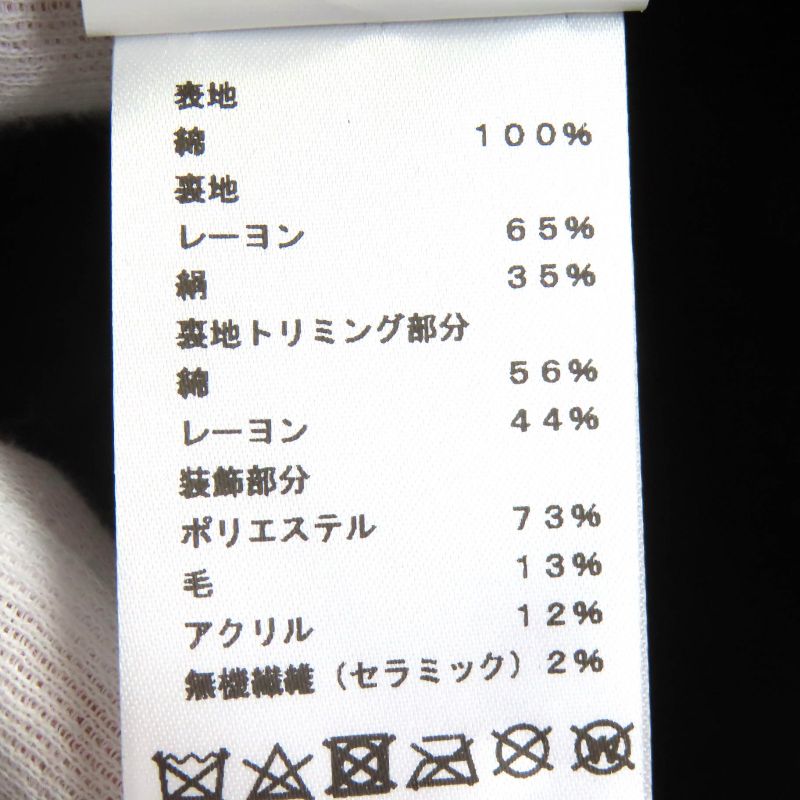 表地
綿 100%
裏地
レーヨン 65%
絹 35%
裏地トリミング部分
綿 56%
レーヨン 44%
装飾部分
ポリエステル 73%
毛 13%
アクリル 12%
無機繊維（セラミック） 2%
W